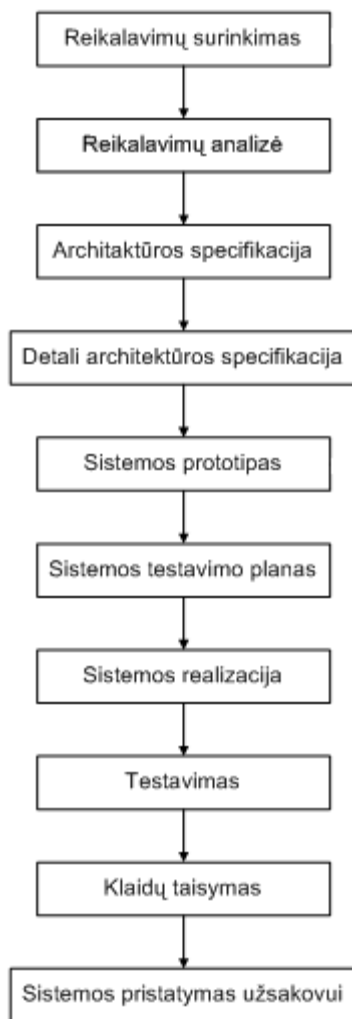 Reikalavimų surinkimas
Reikalavimų analizė
Architaktūros specifikacija
Detali architektūros specifikacija
Sistemos prototipas
Sistemos testavimo planas
Sistemos realizacija
Testavimas
Klaidų taisymas
Sistemos pristatymas užsakovui